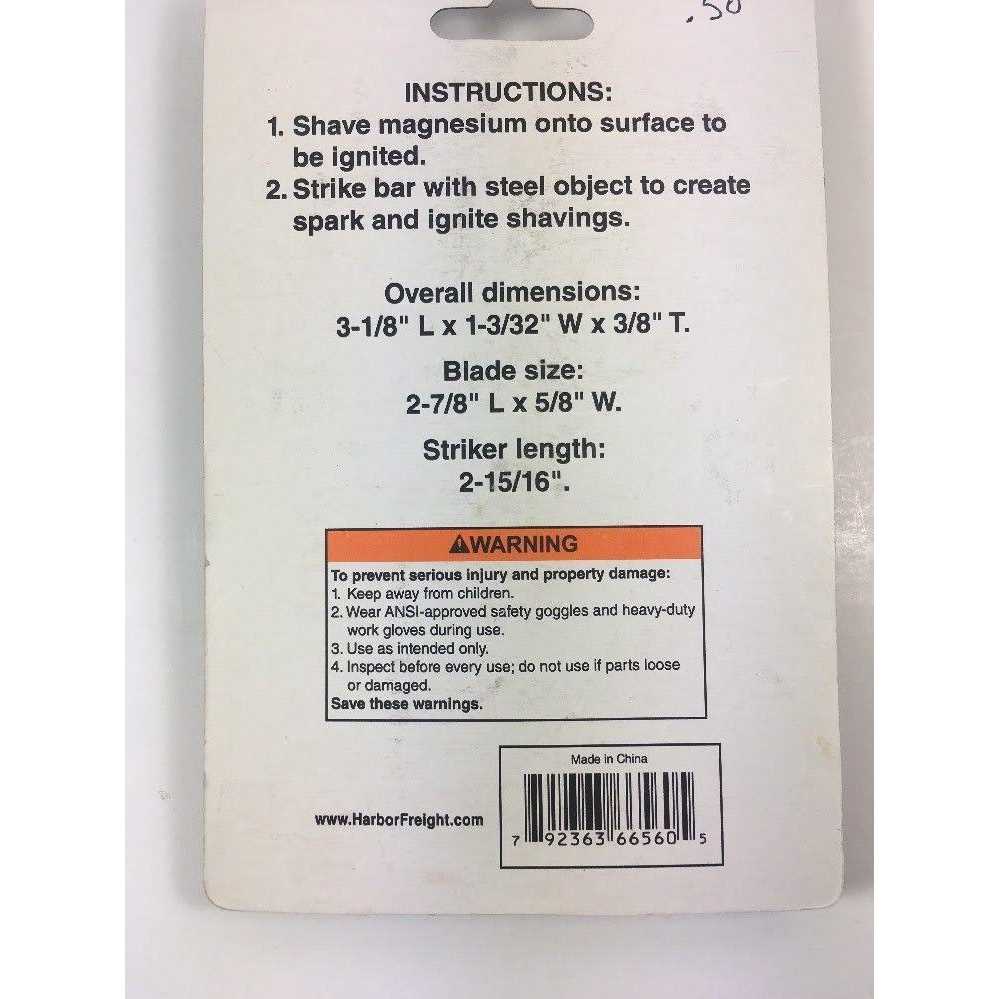 .50
INSTRUCTIONS:
1. Shave magnesium onto surface to
be ignited.
2. Strike bar with steel object to create
spark and ignite shavings.
Overall dimensions:
3-1/8" L x 1-3/32" W x 3/8" T.
Blade size:
2-7/8" L x 5/8" W.
Striker length:
2-15/16".
⚠WARNING
To prevent serious injury and property damage:
1. Keep away from children.
2. Wear ANSI-approved safety goggles and heavy-duty
work gloves during use.
3. Use as intended only.
4. Inspect before every use; do not use if parts loose
or damaged.
Save these warnings.
Made in China
www.HarborFreight.com
7 92363 66560 5